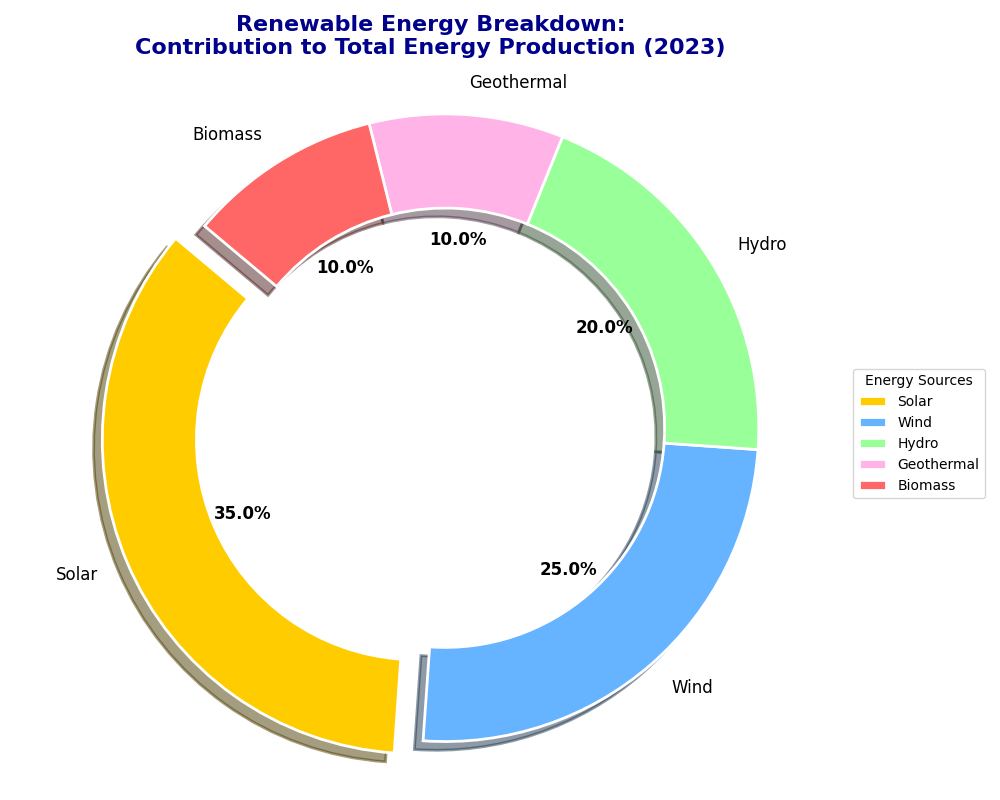 Renewable Energy Breakdown:
Contribution to Total Energy Production (2023)
Geothermal
Biomass
10.0%
10.0%
Hydro
20.0%
Energy Sources
Solar
Wind
Hydro
Geothermal
Biomass
35.0%
25.0%
Solar
Wind